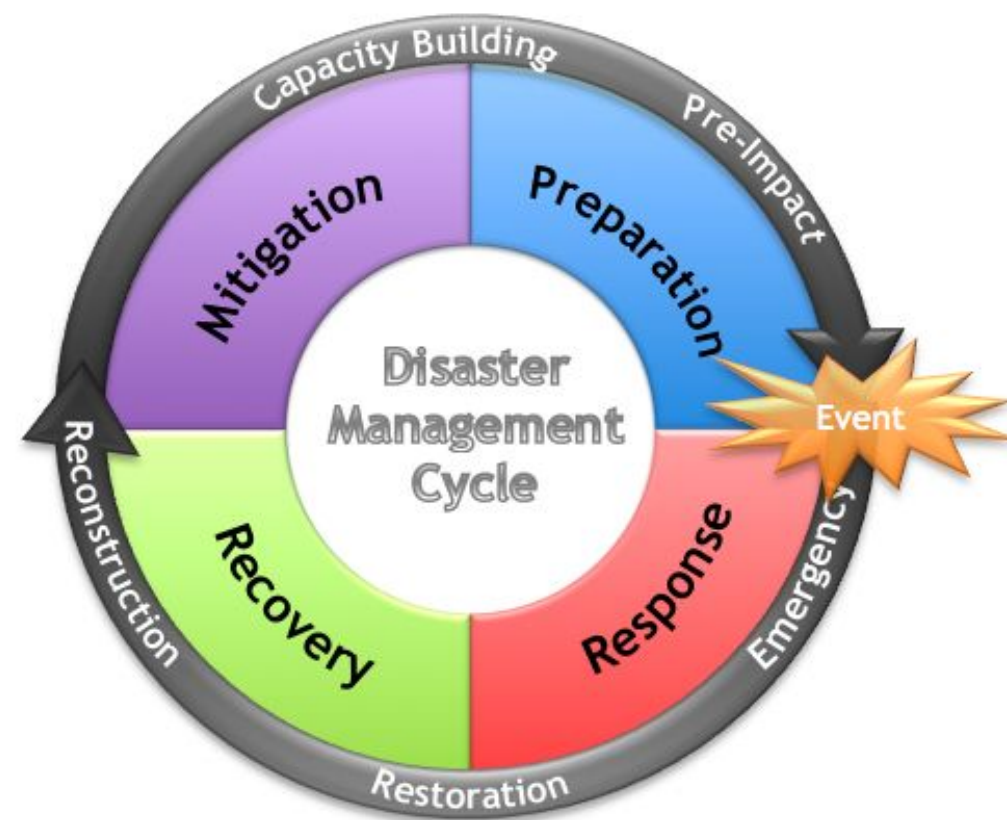 Capacity Building
Pre-Impact
Mitigation
Preparation
Disaster
Management
Cycle
Event
Reconstruction
Recovery
Response
Emergency
Restoration